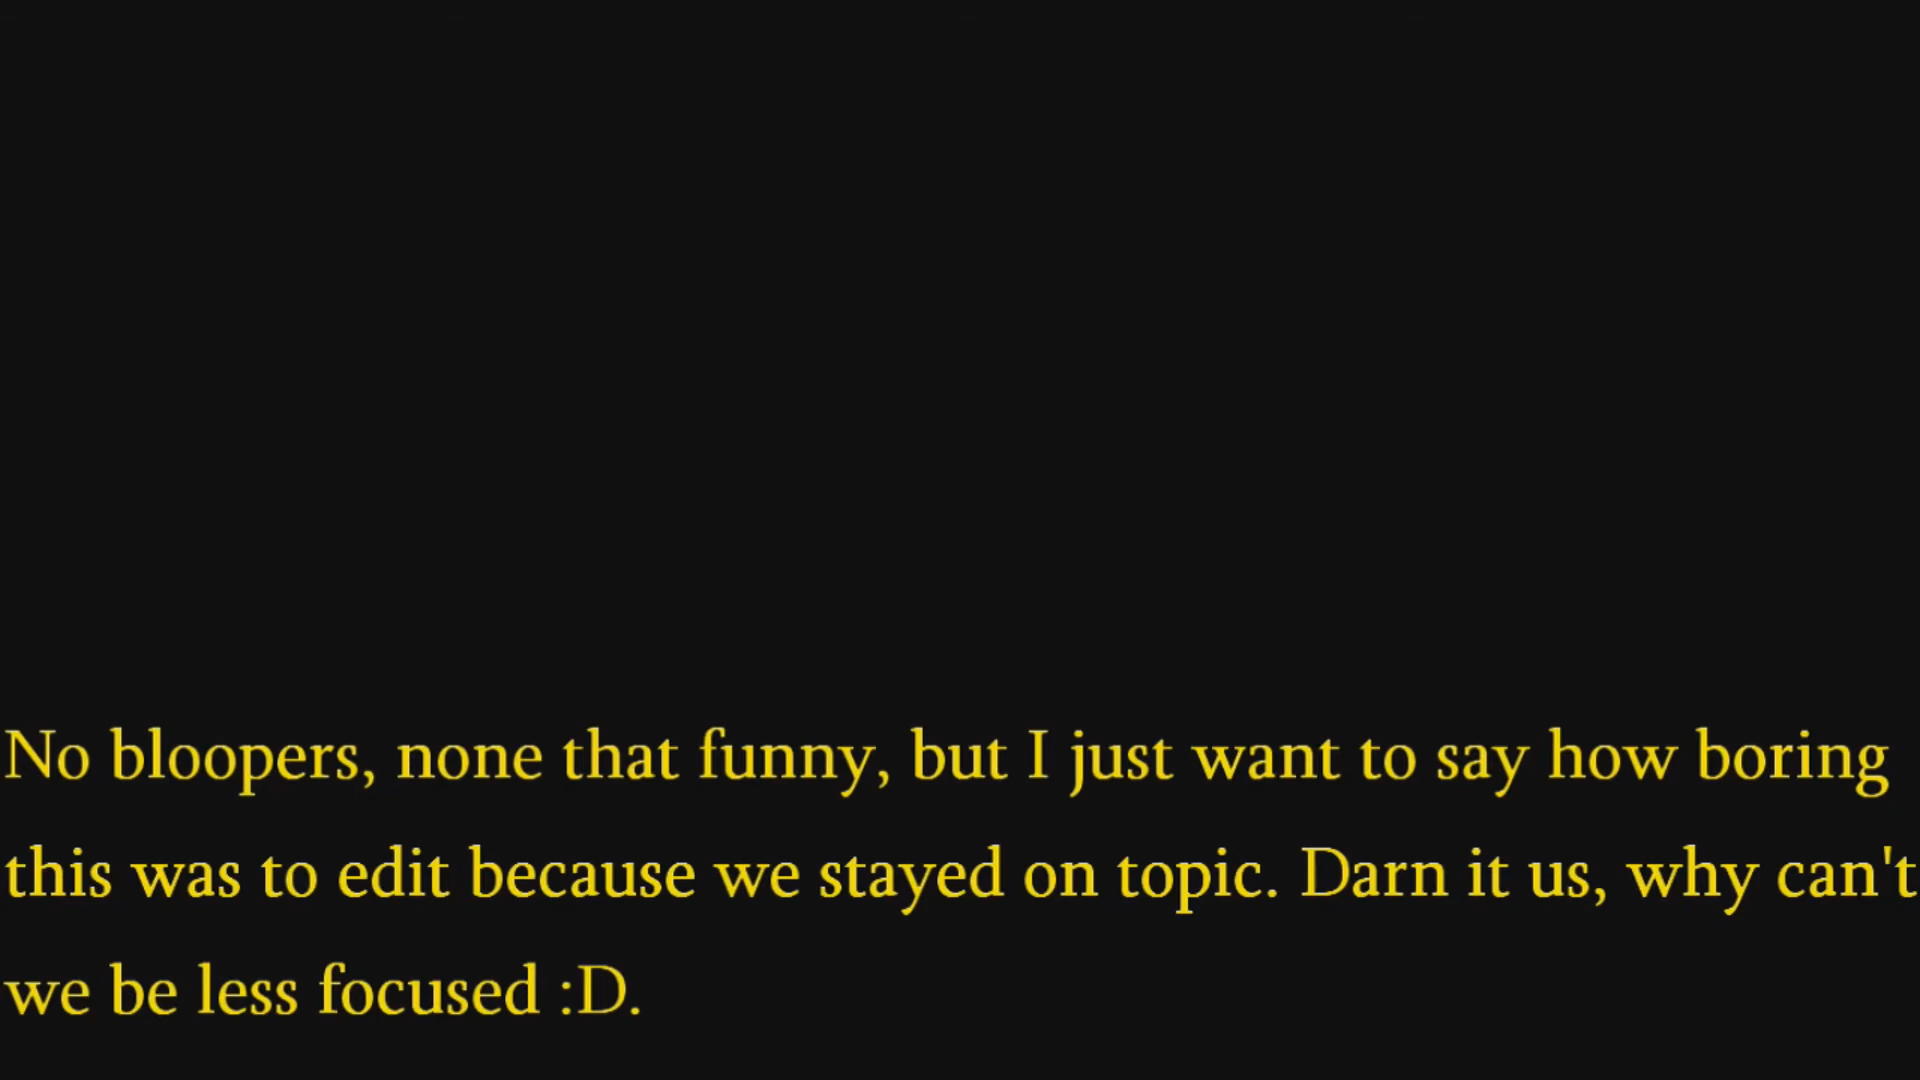 No bloopers, none that funny, but I just want to say how boring
this was to edit because we stayed on topic. Darn it us, why can't
we be less focused :D.